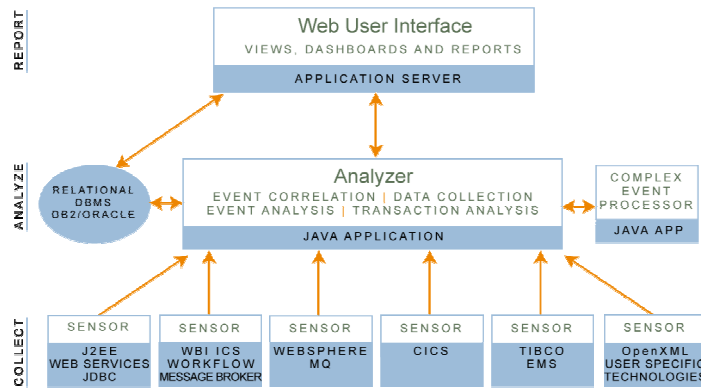 REPORT
Web User Interface
VIEWS, DASHBOARDS AND REPORTS
APPLICATION SERVER
ANALYZE
RELATIONAL
DBMS
DB2/ORACLE
Analyzer
EVENT CORRELATION | DATA COLLECTION
EVENT ANALYSIS | TRANSACTION ANALYSIS
JAVA APPLICATION
COMPLEX
EVENT
PROCESSOR
JAVA APP
COLLECT
SENSOR
J2EE
WEB SERVICES
JDBC
SENSOR
WBI ICS
WORKFLOW
MESSAGE BROKER
SENSOR
WEBSPHERE
MQ
SENSOR
CICS
SENSOR
TIBCO
EMS
SENSOR
OpenXML
USER SPECIFIC
TECHNOLOGIES